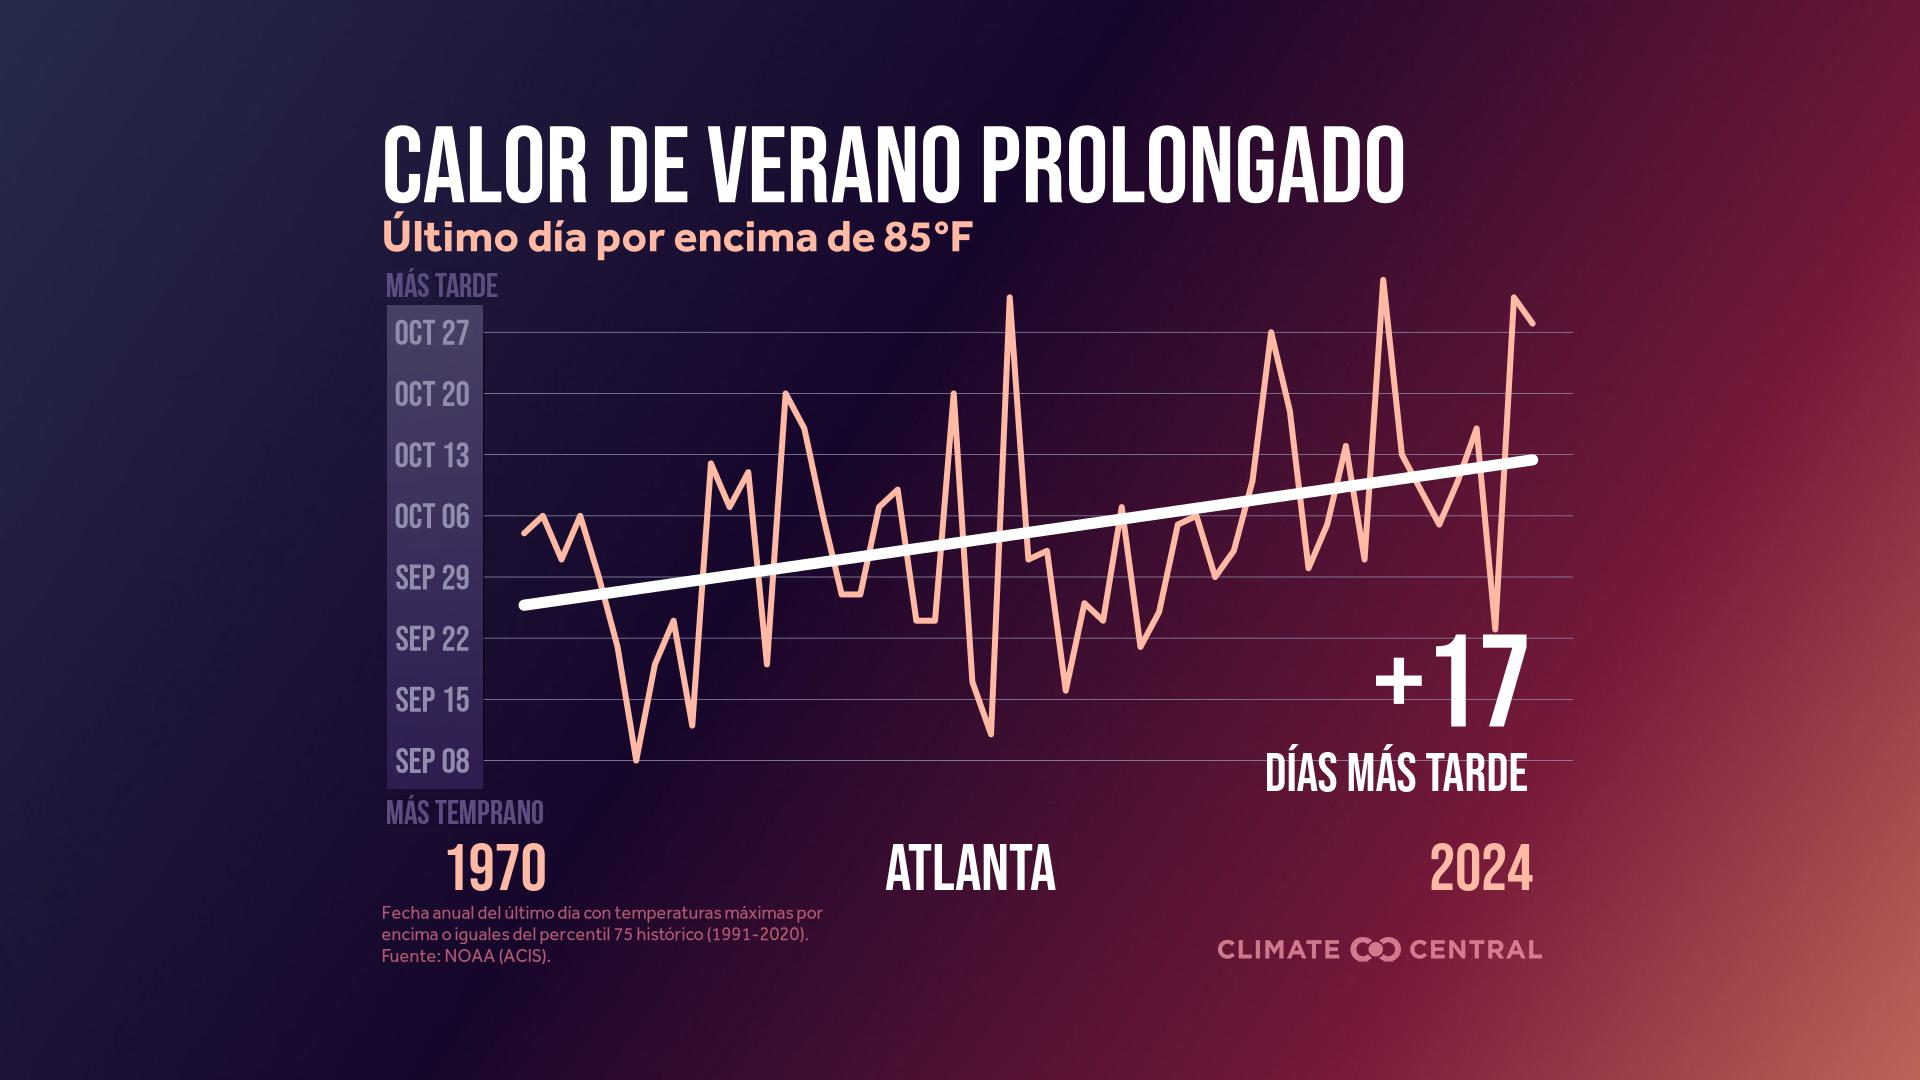 CALOR DE VERANO PROLONGADO
Último día por encima de 85°F
MÁS TARDE
OCT 27
OCT 20
OCT 13
OCT 06
SEP 29
SEP 22
SEP 15
SEP 08
MÁS TEMPRANO
+17
DÍAS MÁS TARDE
1970
ATLANTA
2024
Fecha anual del último día con temperaturas máximas por
encima o iguales del percentil 75 histórico (1991-2020).
Fuente: NOAA (ACIS).
CLIMATE CENTRAL